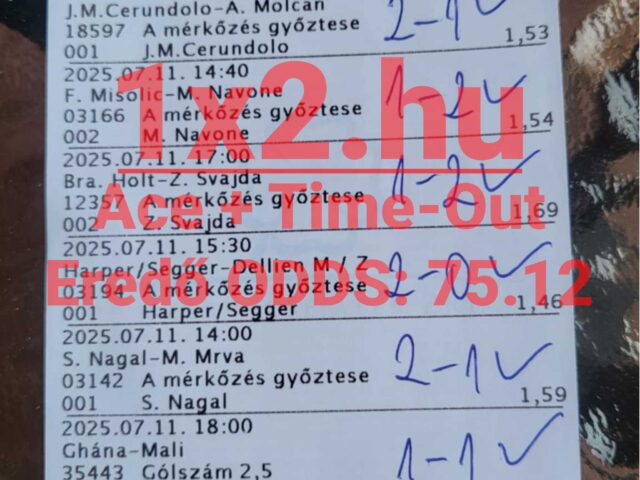 J.M.Cerundolo-A. Molcan 2-1✓
18597 A mérkőzés győztese
001 J.M.Cerundolo 1,53
2025.07.11. 14:40
F. Misolic-M. Navone 1-2✓
03166 A mérkőzés győztese
002 M. Navone 1,54
1x2.hu
2025.07.11. 17:00
Bra. Holt-Z. Svajda 1-2✓
12357 A mérkőzés győztese
002 Z. Svajda 1,69
Ace + Time-Out
2025.07.11. 15:30
Harper/Segger-Dellien M / Z 2-0✓
03194 A mérkőzés győztese
001 Harper/Segger 1,46
Eredő ODDS: 75.12
2025.07.11. 14:00
S. Nagal-M. Mrva 2-1✓
03142 A mérkőzés győztese
001 S. Nagal 1,59
2025.07.11. 18:00
Ghána-Mali 1-1✓
35443 Gólszám 2,5